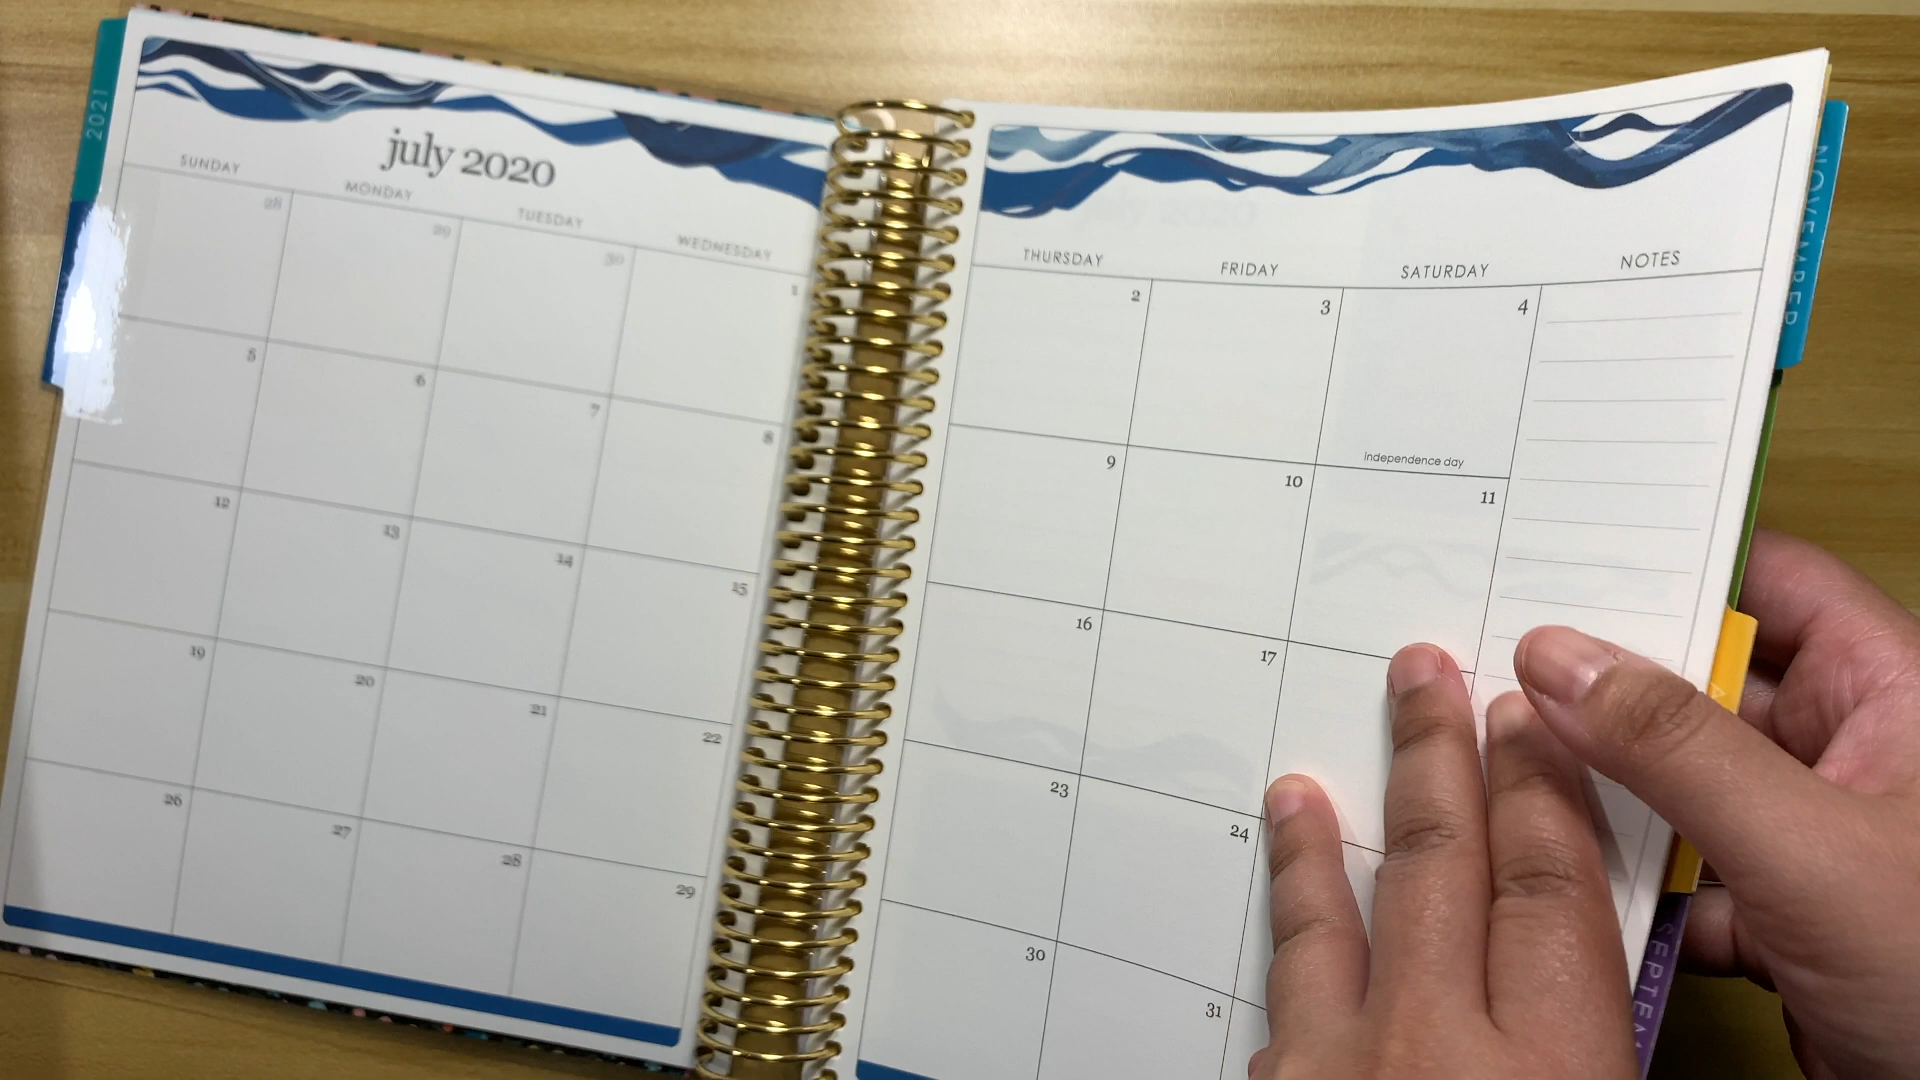 2021
july 2020
SUNDAY MONDAY TUESDAY WEDNESDAY
28 29 30 1
5 6 7 8
12 13 14 15
19 20 21 22
26 27 28 29
THURSDAY FRIDAY SATURDAY NOTES
2 3 4
independence day
9 10 11
16 17
23 24
30 31
NOVEMBER